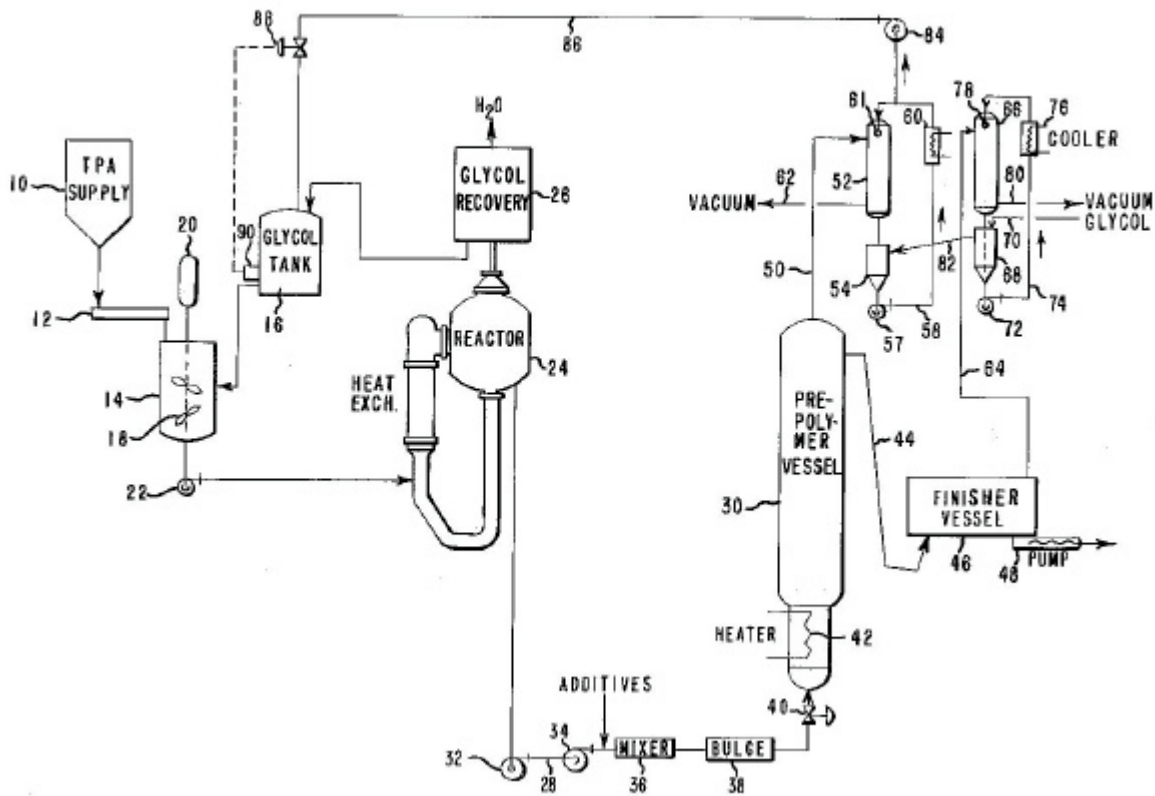 88
86
84
H2O
61
60
78
66
76
COOLER
TPA
SUPPLY
10
GLYCOL
RECOVERY
26
52
62
VACUUM
80
VACUUM
GLYCOL
20
90
GLYCOL
TANK
16
50
54
82
70
68
74
57
58
72
12
REACTOR
24
64
14
18
HEAT
EXCH.
PRE-
POLY-
MER
VESSEL
44
22
30
FINISHER
VESSEL
46
48
PUMP
HEATER
42
ADDITIVES
40
34
32
28
MIXER
36
BULGE
38